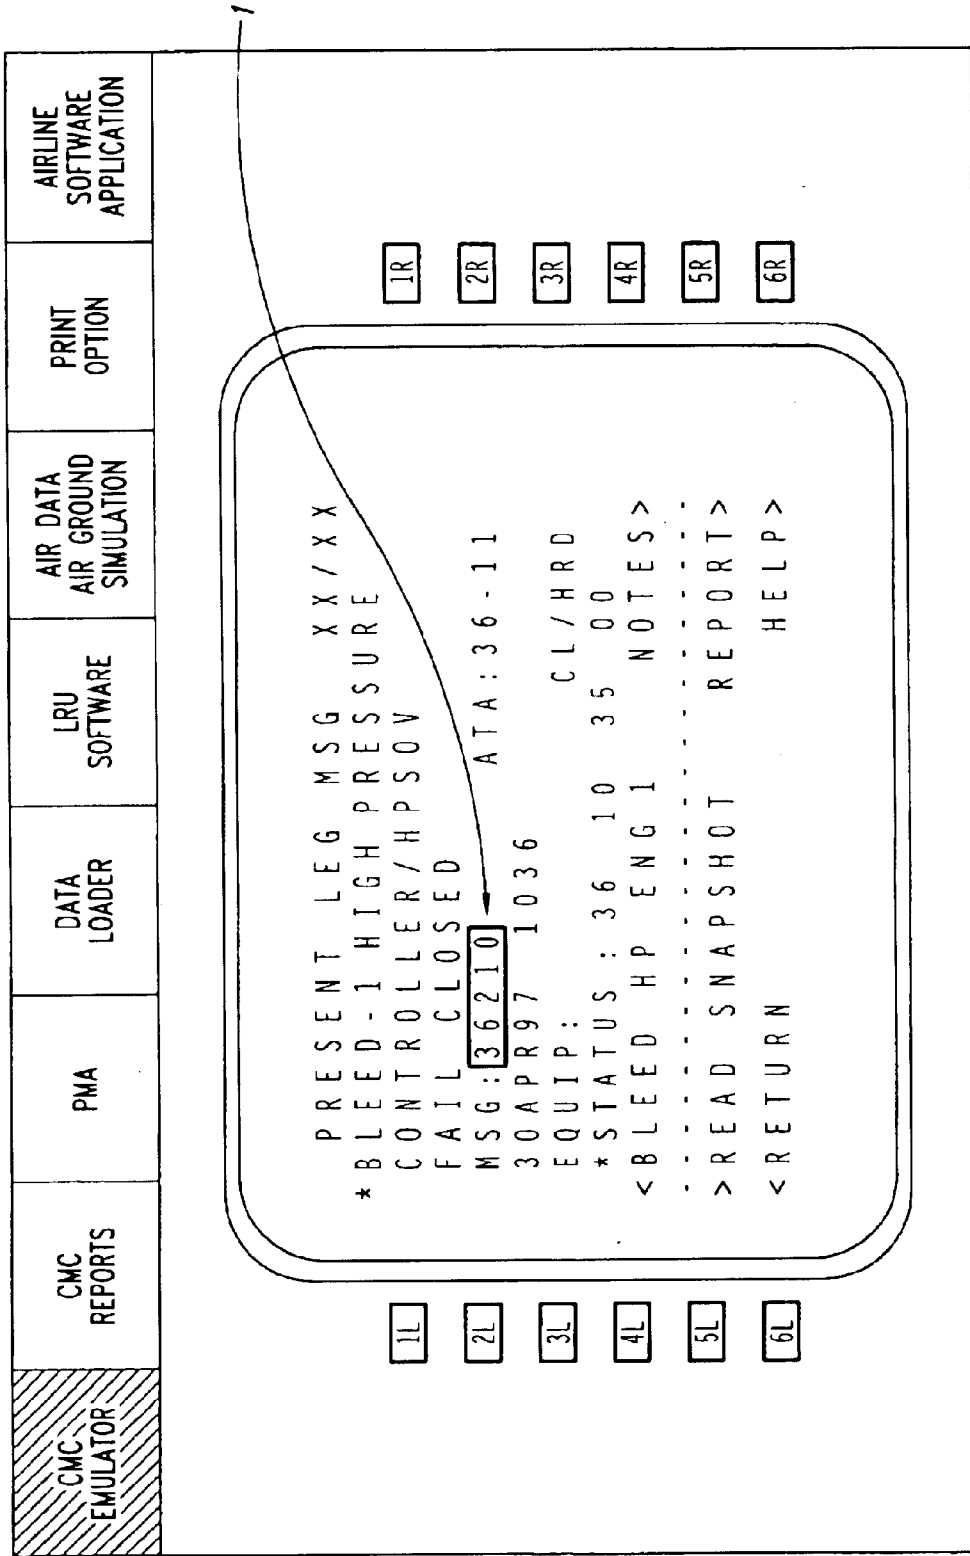 CMC
EMULATOR
CMC
REPORTS
PMA
DATA
LOADER
LRU
SOFTWARE
AIR DATA
AIR GROUND
SIMULATION
PRINT
OPTION
AIRLINE
SOFTWARE
APPLICATION
1
PRESENT LEG MSG XX/XX
*BLEED-1 HIGH PRESSURE
CONTROLLER/HPSOV
FAIL CLOSED
MSG:36210 ATA:36-11
30APR97 1036
EQUIP: CL/HRD
*STATUS: 36 10 35 00
<BLEED HP ENG1 NOTES>
- - - - - - - - - - - - - - - - - - -
>READ SNAPSHOT REPORT>
<RETURN HELP>
1L
2L
3L
4L
5L
6L
1R
2R
3R
4R
5R
6R